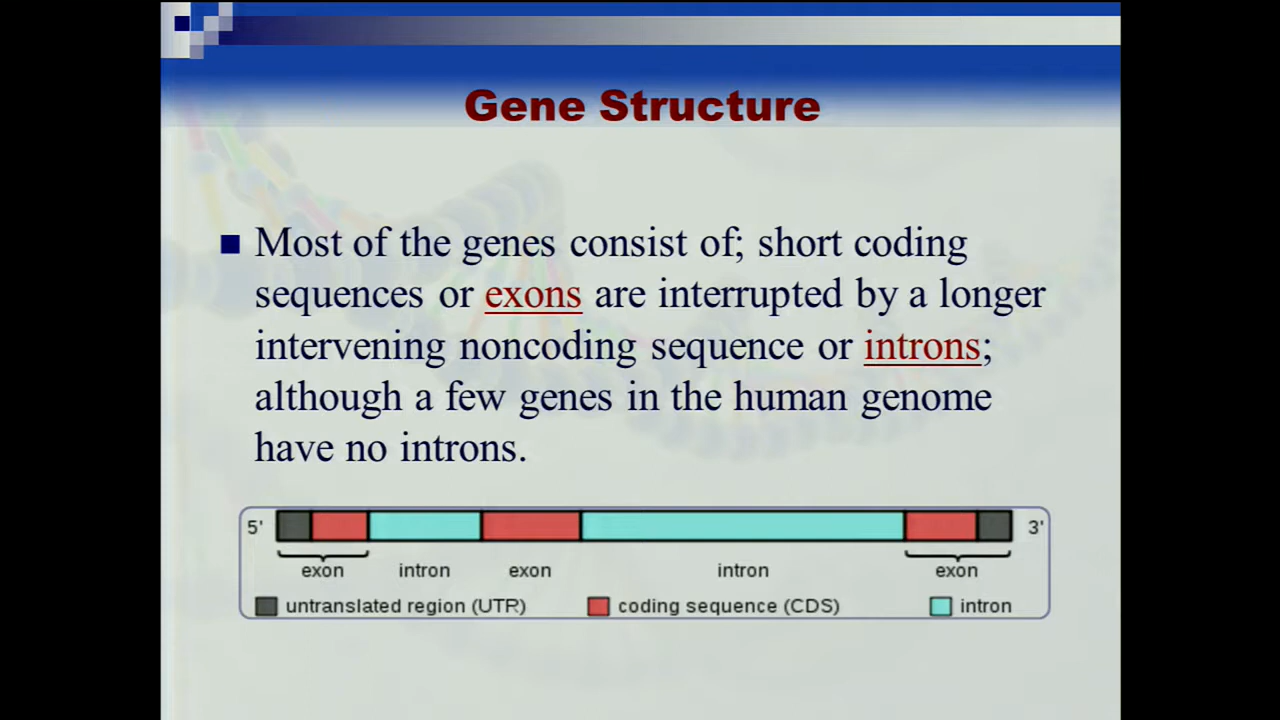 Gene Structure
Most of the genes consist of; short coding
sequences or exons are interrupted by a longer
intervening noncoding sequence or introns;
although a few genes in the human genome
have no introns.
5' 3'
exon intron exon intron exon
untranslated region (UTR) coding sequence (CDS) intron